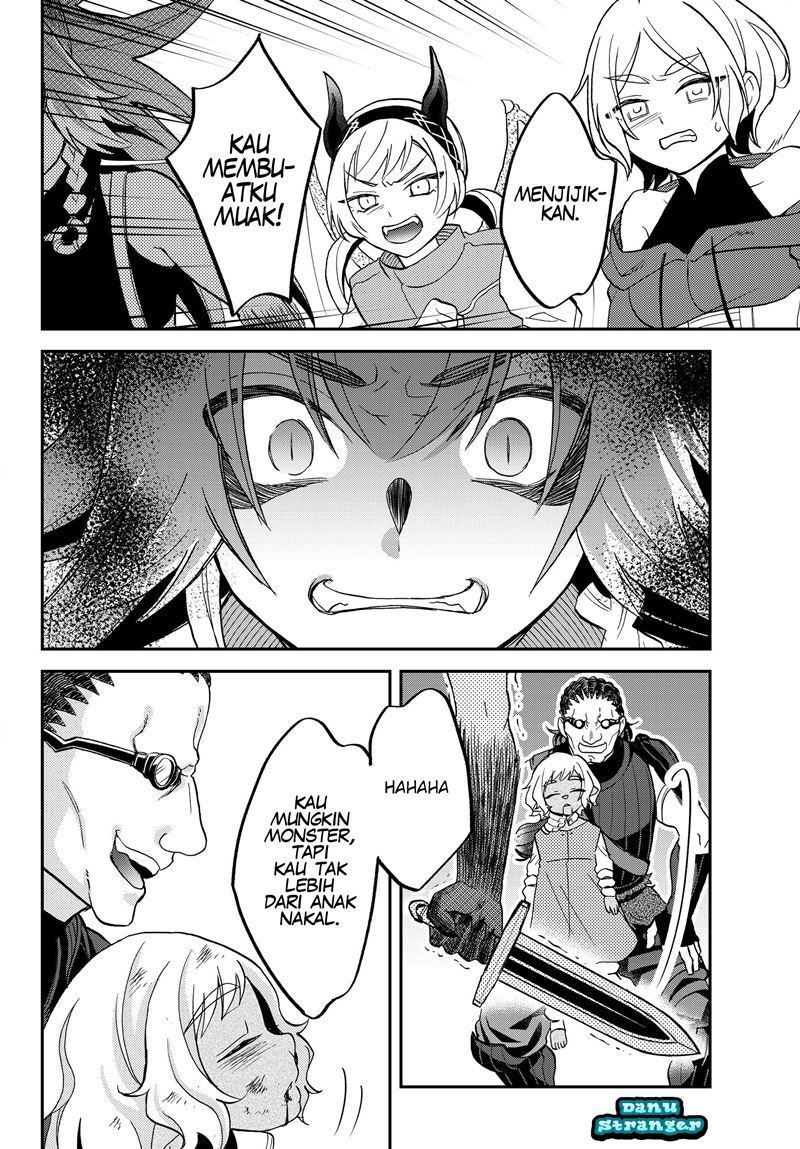 MENJIJIK-
KAN.
KAU
MEMBU-
ATKU
MUAK!
HAHAHA
KAU
MUNGKIN
MONSTER,
TAPI
KAU TAK
LEBIH
DARI ANAK
NAKAL.
Danu
Stranger